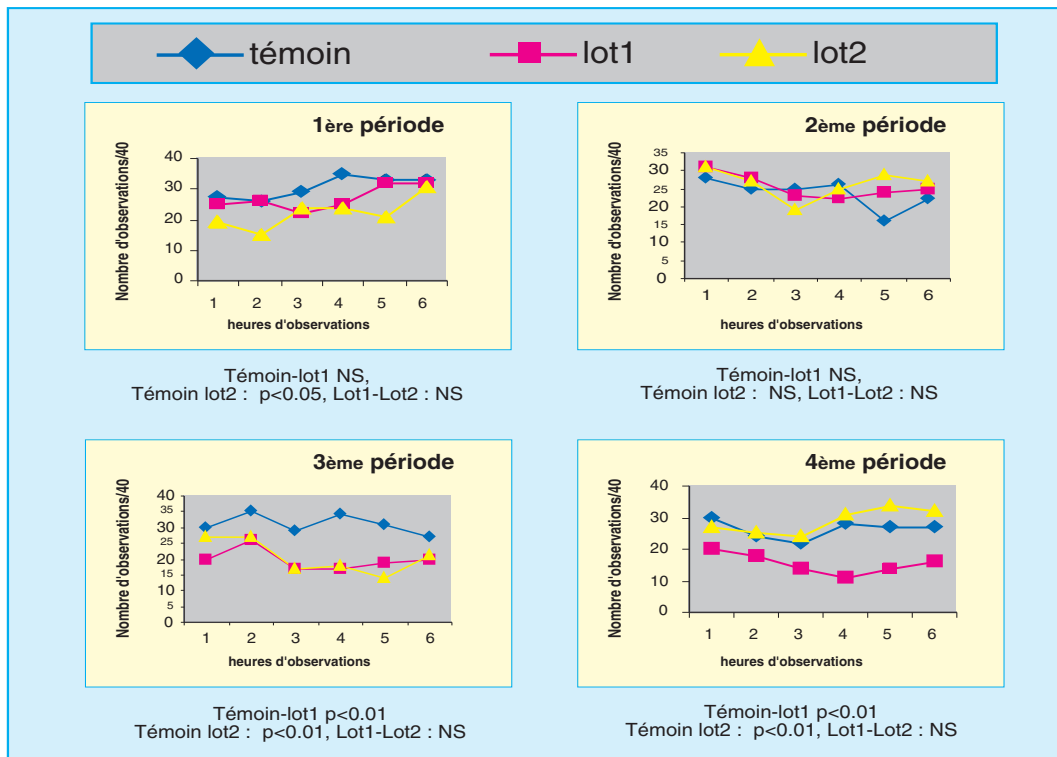 témoin lot1 lot2
1ère période
Nombre d'observations/40
40
30
20
10
0
1 2 3 4 5 6
heures d'observations
Témoin-lot1 NS,
Témoin lot2 : p<0.05, Lot1-Lot2 : NS
2ème période
Nombre d'observations/40
35
30
25
20
15
10
5
0
1 2 3 4 5 6
heures d'observations
Témoin-lot1 NS,
Témoin lot2 : NS, Lot1-Lot2 : NS
3ème période
Nombre d'observations/40
40
35
30
25
20
15
10
5
0
1 2 3 4 5 6
heures d'observations
Témoin-lot1 p<0.01
Témoin lot2 : p<0.01, Lot1-Lot2 : NS
4ème période
Nombre d'observations/40
40
30
20
10
0
1 2 3 4 5 6
heures d'observations
Témoin-lot1 p<0.01
Témoin lot2 : p<0.01, Lot1-Lot2 : NS